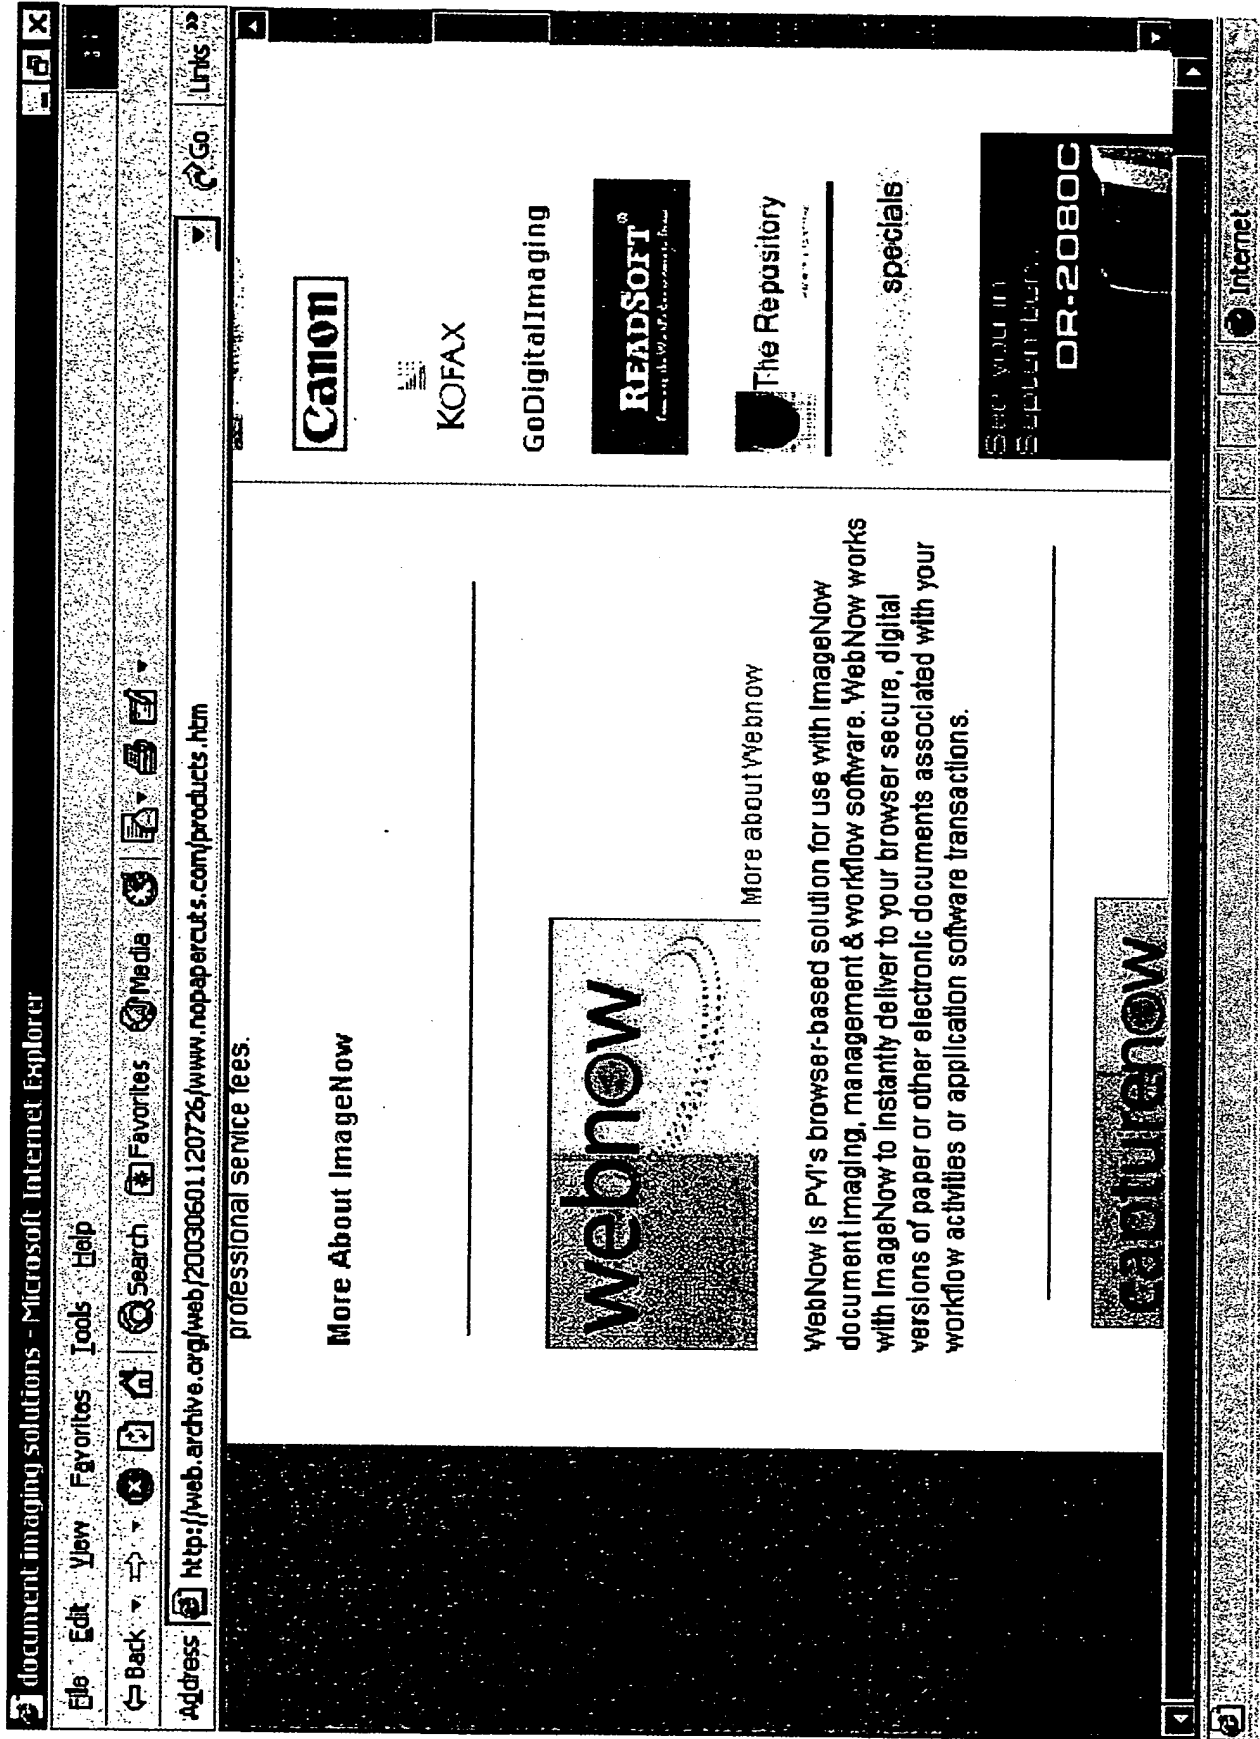 document imaging solutions - Microsoft Internet Explorer
File Edit View Favorites Tools Help
Back Search Favorites Media
Address http://web.archive.org/web/20030601120726/www.nopapercuts.com/products.htm Go Links »
professional service fees.
More About ImageNow
webnow
More about Webnow
WebNow is PVI's browser-based solution for use with ImageNow
document imaging, management & workflow software. WebNow works
with ImageNow to instantly deliver to your browser secure, digital
versions of paper or other electronic documents associated with your
workflow activities or application software transactions.
capturenow
Canon
KOFAX
GoDigitalImaging
READSOFT®
The Repository
specials
See you in
September.
DR-2080C
Internet